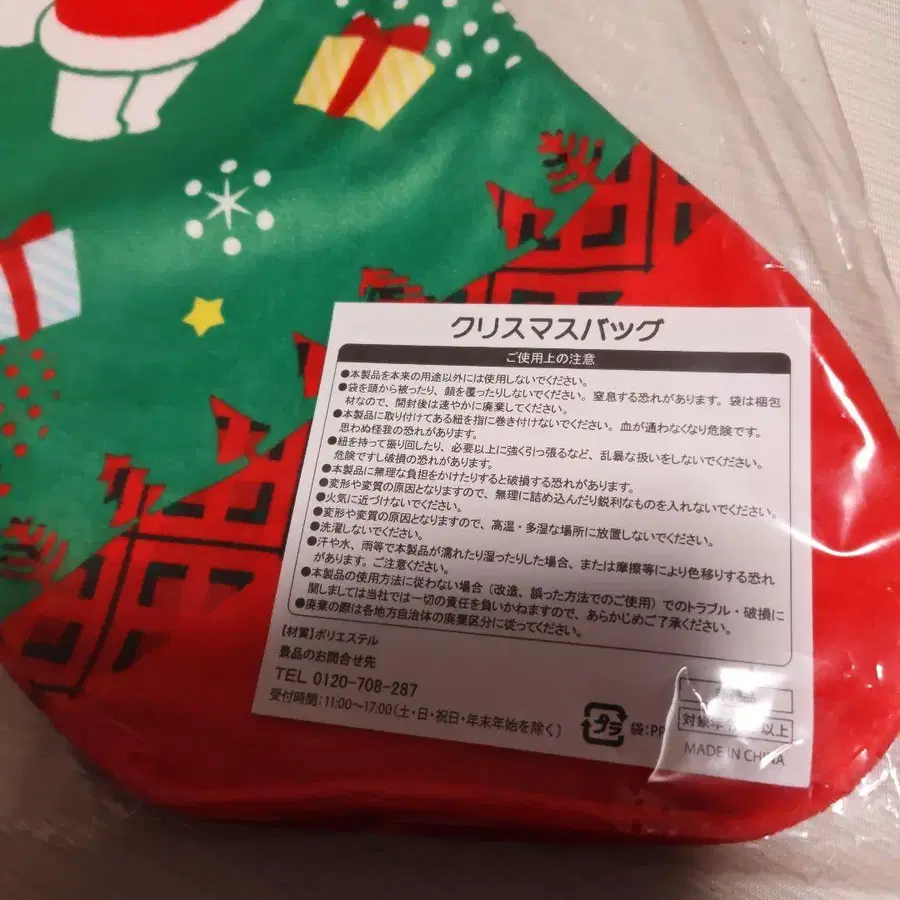 クリスマスバッグ
ご使用上の注意
●本製品を本来の用途以外には使用しないでください。
●袋を頭から被ったり、顔を覆ったりしないでください。窒息する恐れがあります。袋は梱包
材なので、開封後は速やかに廃棄してください。
●本製品に取り付けてある紐を指に巻き付けないでください。血が通わなくなり危険です。
思わぬ怪我の恐れがあります。
●紐を持って振り回したり、必要以上に強く引っ張るなど、乱暴な扱いをしないでください。
危険ですし破損の恐れがあります。
●本製品に無理な負担をかけたりすると破損する恐れがあります。
●変形や変質の原因となりますので、無理に詰め込んだり鋭利なものを入れないでください。
●火気に近づけないでください。
●変形や変質の原因となりますので、高温・多湿な場所に放置しないでください。
●洗濯しないでください。
●汗や水、雨等で本製品が濡れたり湿ったりした場合、または摩擦等により色移りする恐れ
があります。ご注意ください。
●本製品の使用方法に従わない場合（改造、誤った方法でのご使用）でのトラブル・破損に
関しましては当社では一切の責任を負いかねますので、あらかじめご了承ください。
●廃棄の際は各地方自治体の廃棄区分に従ってください。
【材質】ポリエステル
景品のお問合せ先
TEL 0120-708-287
受付時間：11:00～17:00（土・日・祝日・年末年始を除く）
プラ 袋：PP
対象年 以上
MADE IN CHINA